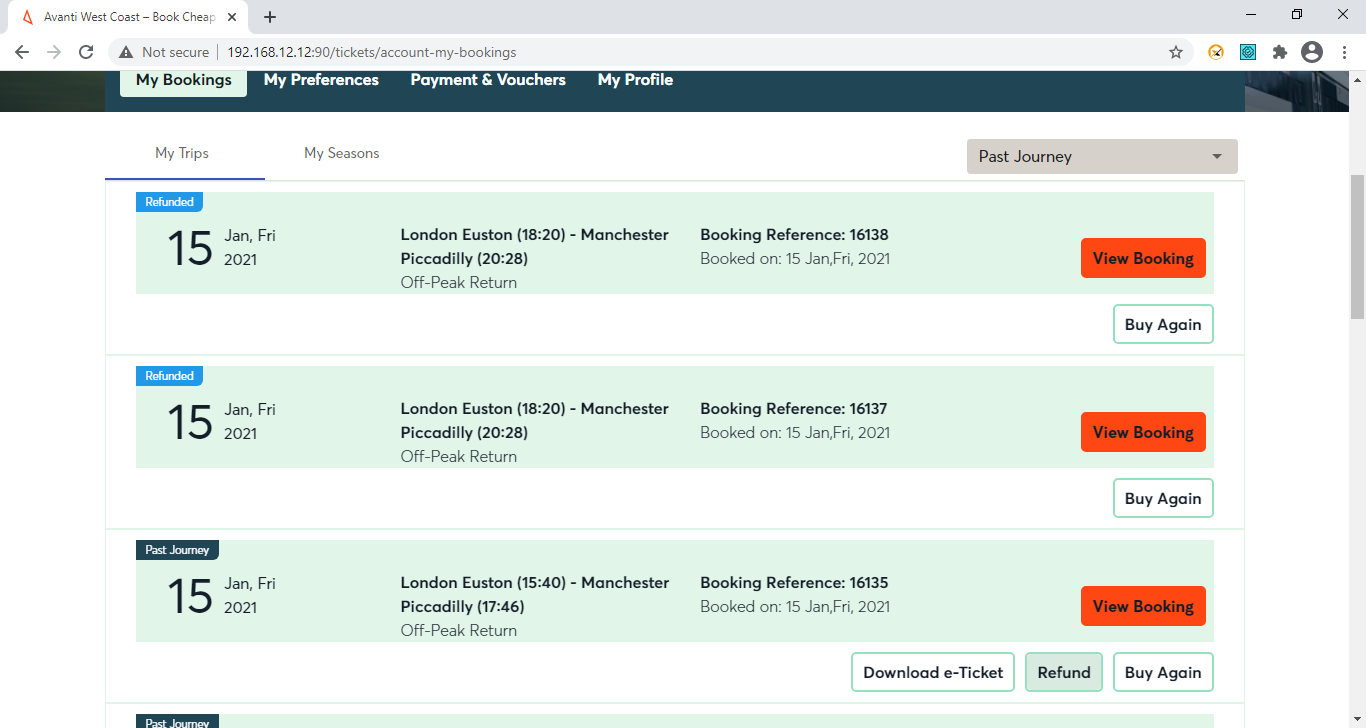 Avanti West Coast – Book Cheap
Not secure 192.168.12.12:90/tickets/account-my-bookings
My Bookings My Preferences Payment & Vouchers My Profile
My Trips My Seasons Past Journey
Refunded
15 Jan, Fri 2021
London Euston (18:20) - Manchester
Piccadilly (20:28)
Off-Peak Return
Booking Reference: 16138
Booked on: 15 Jan,Fri, 2021
View Booking
Buy Again
Refunded
15 Jan, Fri 2021
London Euston (18:20) - Manchester
Piccadilly (20:28)
Off-Peak Return
Booking Reference: 16137
Booked on: 15 Jan,Fri, 2021
View Booking
Buy Again
Past Journey
15 Jan, Fri 2021
London Euston (15:40) - Manchester
Piccadilly (17:46)
Off-Peak Return
Booking Reference: 16135
Booked on: 15 Jan,Fri, 2021
View Booking
Download e-Ticket Refund Buy Again
Past Journey